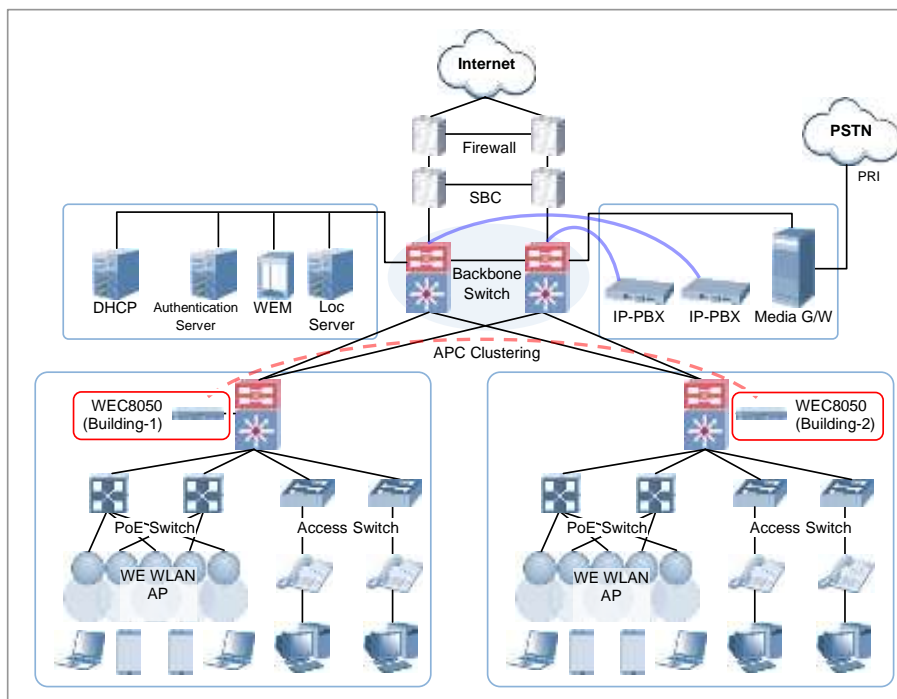 Internet
PSTN
Firewall
PRI
SBC
Backbone
Switch
DHCP
Authentication
Server
WEM
Loc
Server
IP-PBX
IP-PBX
Media G/W
APC Clustering
WEC8050
(Building-1)
WEC8050
(Building-2)
PoE Switch
Access Switch
PoE Switch
Access Switch
WE WLAN
AP
WE WLAN
AP